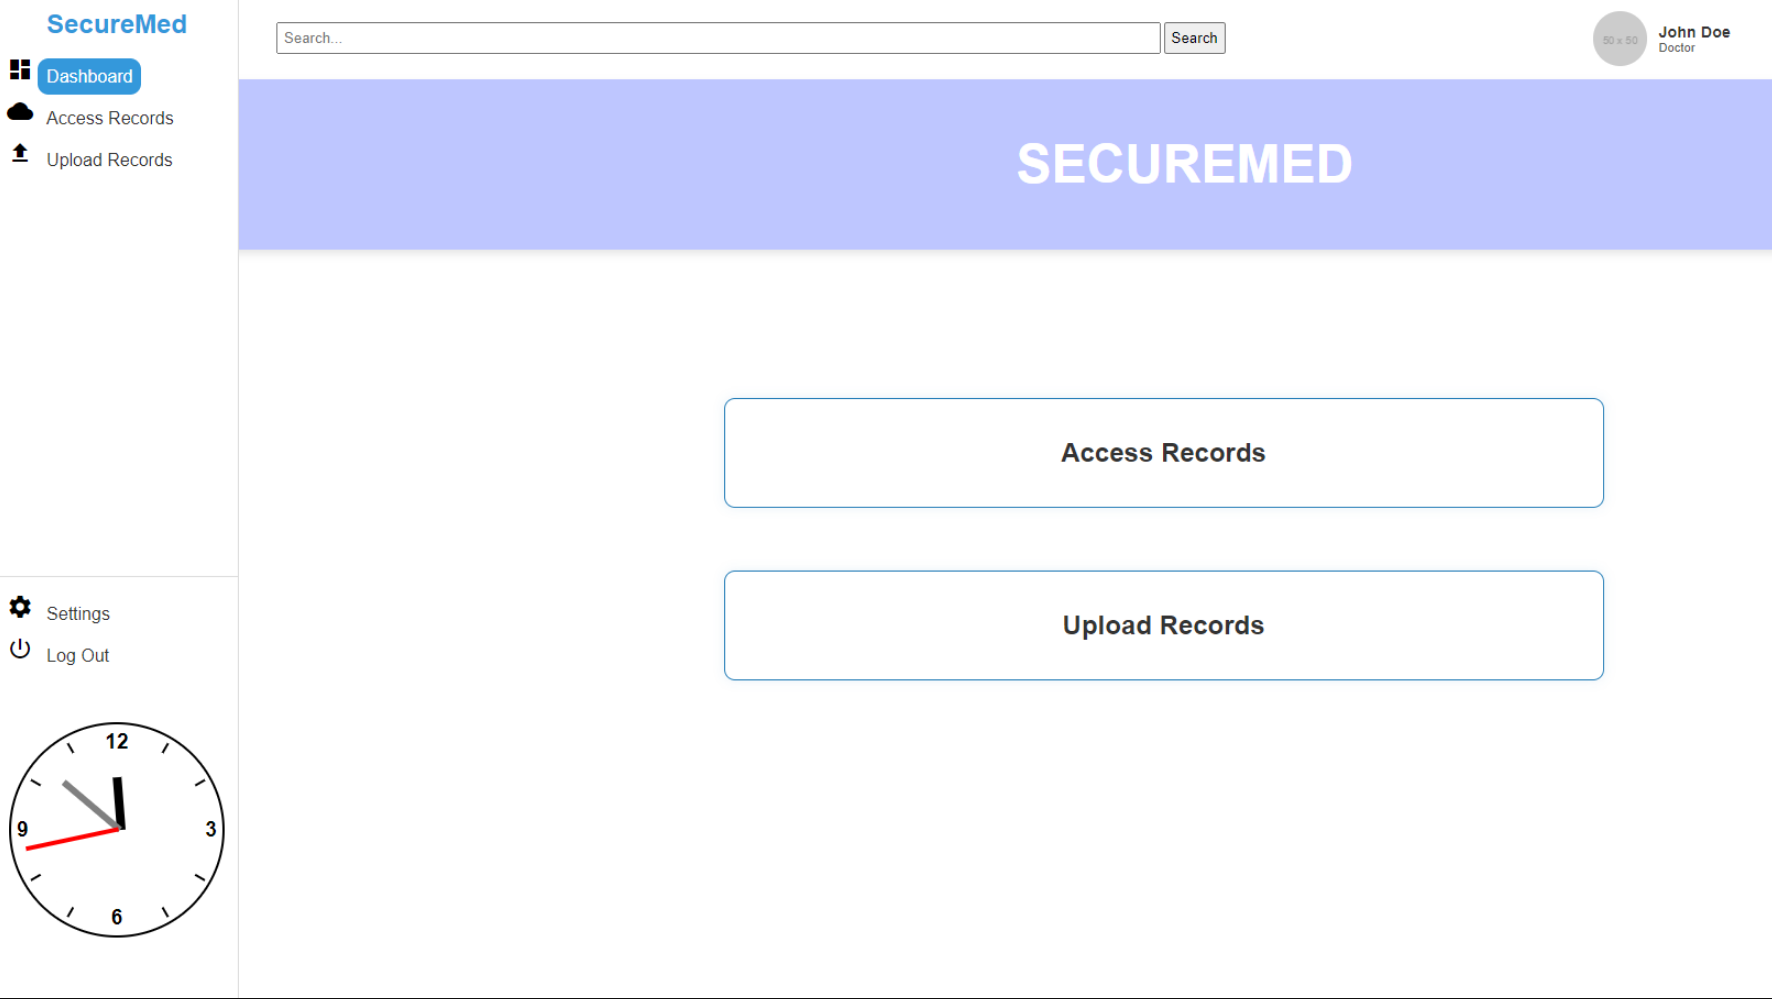 SecureMed
Dashboard
Access Records
Upload Records
Settings
Log Out
12
9
3
6
Search...
Search
50 x 50
John Doe
Doctor
SECUREMED
Access Records
Upload Records